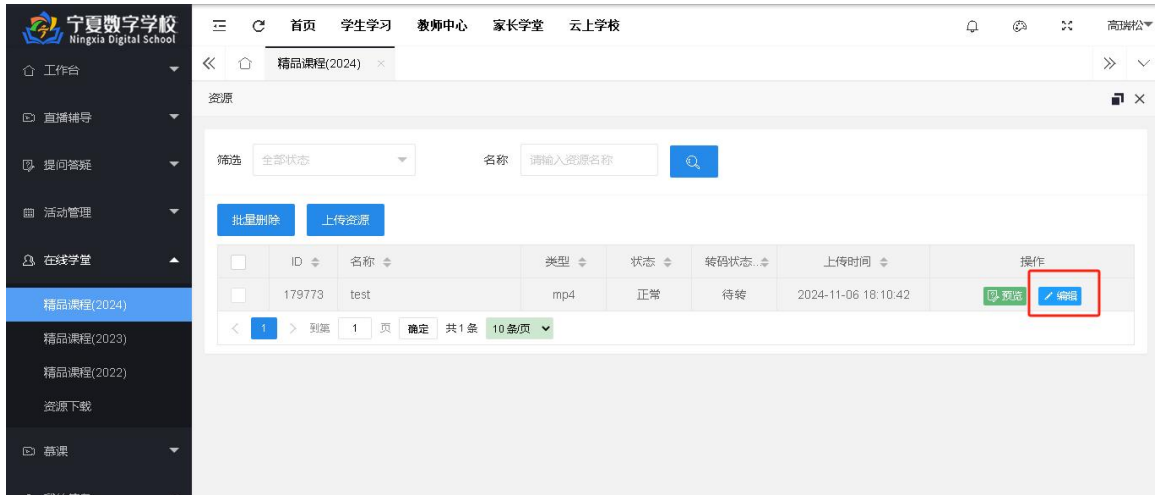 宁夏数字学校
Ningxia Digital School
首页 学生学习 教师中心 家长学堂 云上学校 高瑞松
精品课程(2024)
资源
工作台
直播辅导
提问答疑
活动管理
在线学堂
精品课程(2024)
精品课程(2023)
精品课程(2022)
资源下载
慕课
筛选 全部状态 名称 请输入资源名称
批量删除 上传资源
ID 名称 类型 状态 转码状态.. 上传时间 操作
179773 test mp4 正常 待转 2024-11-06 18:10:42 预览 编辑
1 到第 1 页 确定 共1条 10条/页